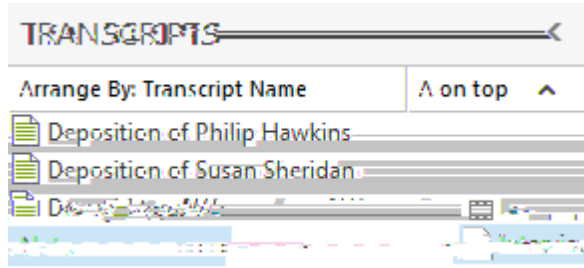 TRANSCRIPTS
Arrange By: Transcript Name A on top
Deposition of Philip Hawkins
Deposition of Susan Sheridan